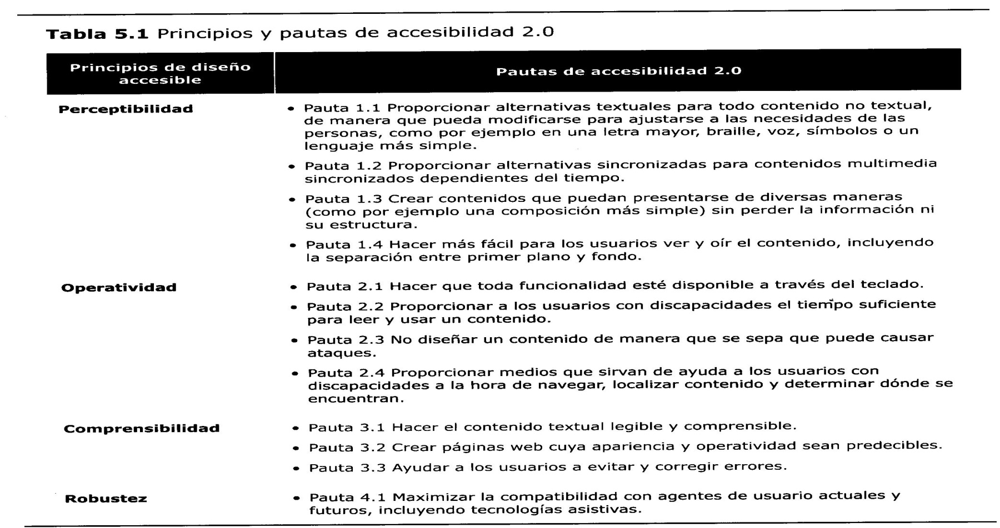 Tabla 5.1 Principios y pautas de accesibilidad 2.0
Principios de diseño
accesible
Pautas de accesibilidad 2.0
Perceptibilidad
• Pauta 1.1 Proporcionar alternativas textuales para todo contenido no textual,
de manera que pueda modificarse para ajustarse a las necesidades de las
personas, como por ejemplo en una letra mayor, braille, voz, símbolos o un
lenguaje más simple.
• Pauta 1.2 Proporcionar alternativas sincronizadas para contenidos multimedia
sincronizados dependientes del tiempo.
• Pauta 1.3 Crear contenidos que puedan presentarse de diversas maneras
(como por ejemplo una composición más simple) sin perder la información ni
su estructura.
• Pauta 1.4 Hacer más fácil para los usuarios ver y oír el contenido, incluyendo
la separación entre primer plano y fondo.
Operatividad
• Pauta 2.1 Hacer que toda funcionalidad esté disponible a través del teclado.
• Pauta 2.2 Proporcionar a los usuarios con discapacidades el tiempo suficiente
para leer y usar un contenido.
• Pauta 2.3 No diseñar un contenido de manera que se sepa que puede causar
ataques.
• Pauta 2.4 Proporcionar medios que sirvan de ayuda a los usuarios con
discapacidades a la hora de navegar, localizar contenido y determinar dónde se
encuentran.
Comprensibilidad
• Pauta 3.1 Hacer el contenido textual legible y comprensible.
• Pauta 3.2 Crear páginas web cuya apariencia y operatividad sean predecibles.
• Pauta 3.3 Ayudar a los usuarios a evitar y corregir errores.
Robustez
• Pauta 4.1 Maximizar la compatibilidad con agentes de usuario actuales y
futuros, incluyendo tecnologías asistivas.